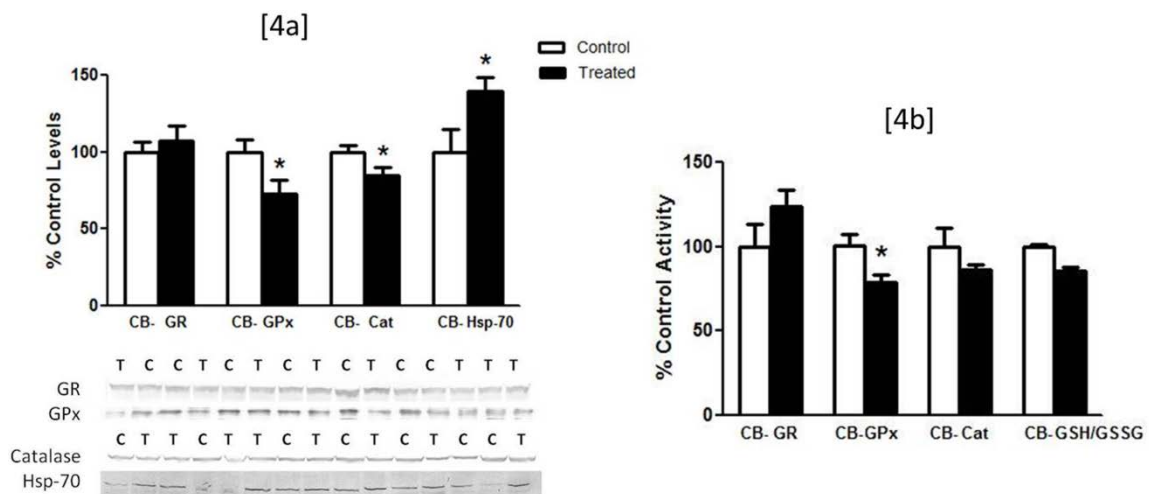 [4a]
Control
Treated
% Control Levels
150
100
50
0
*
*
*
CB- GR
CB- GPx
CB- Cat
CB-Hsp-70
T C C T C T C T C T C C T T T
GR
GPx
C T T C T T C T C T C T C C T
Catalase
Hsp-70
[4b]
% Control Activity
150
100
50
0
*
CB- GR
CB-GPx
CB-Cat
CB-GSH/GSSG